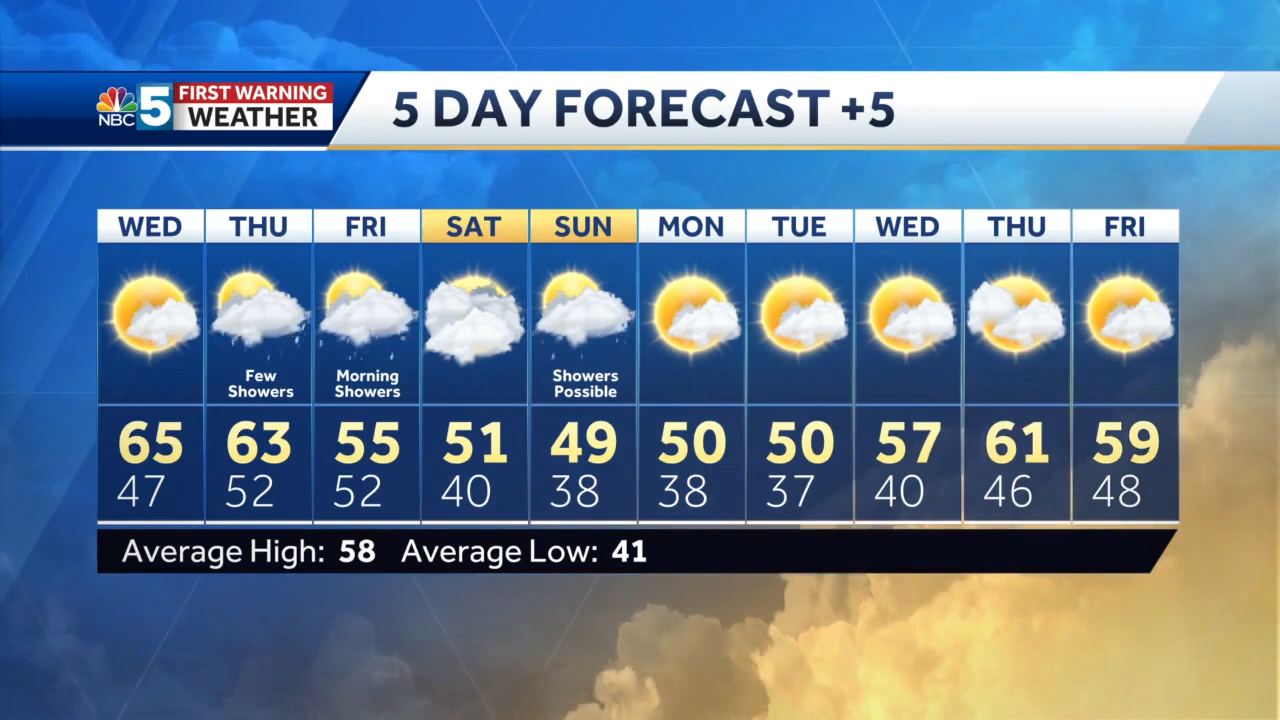 NBC 5 FIRST WARNING
WEATHER
5 DAY FORECAST +5
WED THU FRI SAT SUN MON TUE WED THU FRI
Few Morning Showers
Showers Showers Possible
65 63 55 51 49 50 50 57 61 59
47 52 52 40 38 38 37 40 46 48
Average High: 58 Average Low: 41